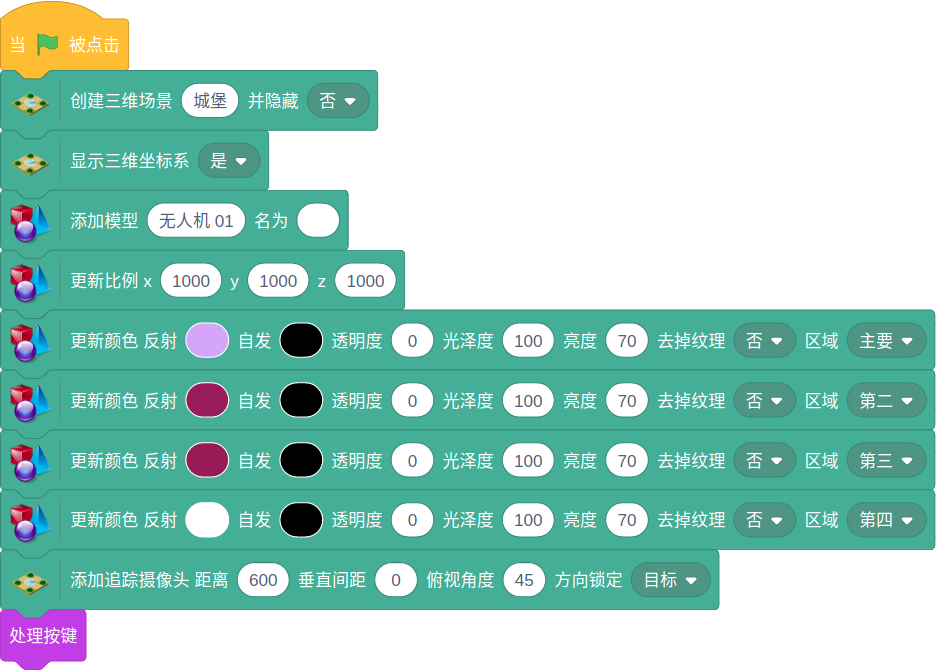 当 被点击
创建三维场景 城堡 并隐藏 否
显示三维坐标系 是
添加模型 无人机 01 名为
更新比例 x 1000 y 1000 z 1000
更新颜色 反射 自发 透明度 0 光泽度 100 亮度 70 去掉纹理 否 区域 主要
更新颜色 反射 自发 透明度 0 光泽度 100 亮度 70 去掉纹理 否 区域 第二
更新颜色 反射 自发 透明度 0 光泽度 100 亮度 70 去掉纹理 否 区域 第三
更新颜色 反射 自发 透明度 0 光泽度 100 亮度 70 去掉纹理 否 区域 第四
添加追踪摄像头 距离 600 垂直间距 0 俯视角度 45 方向锁定 目标
处理按键